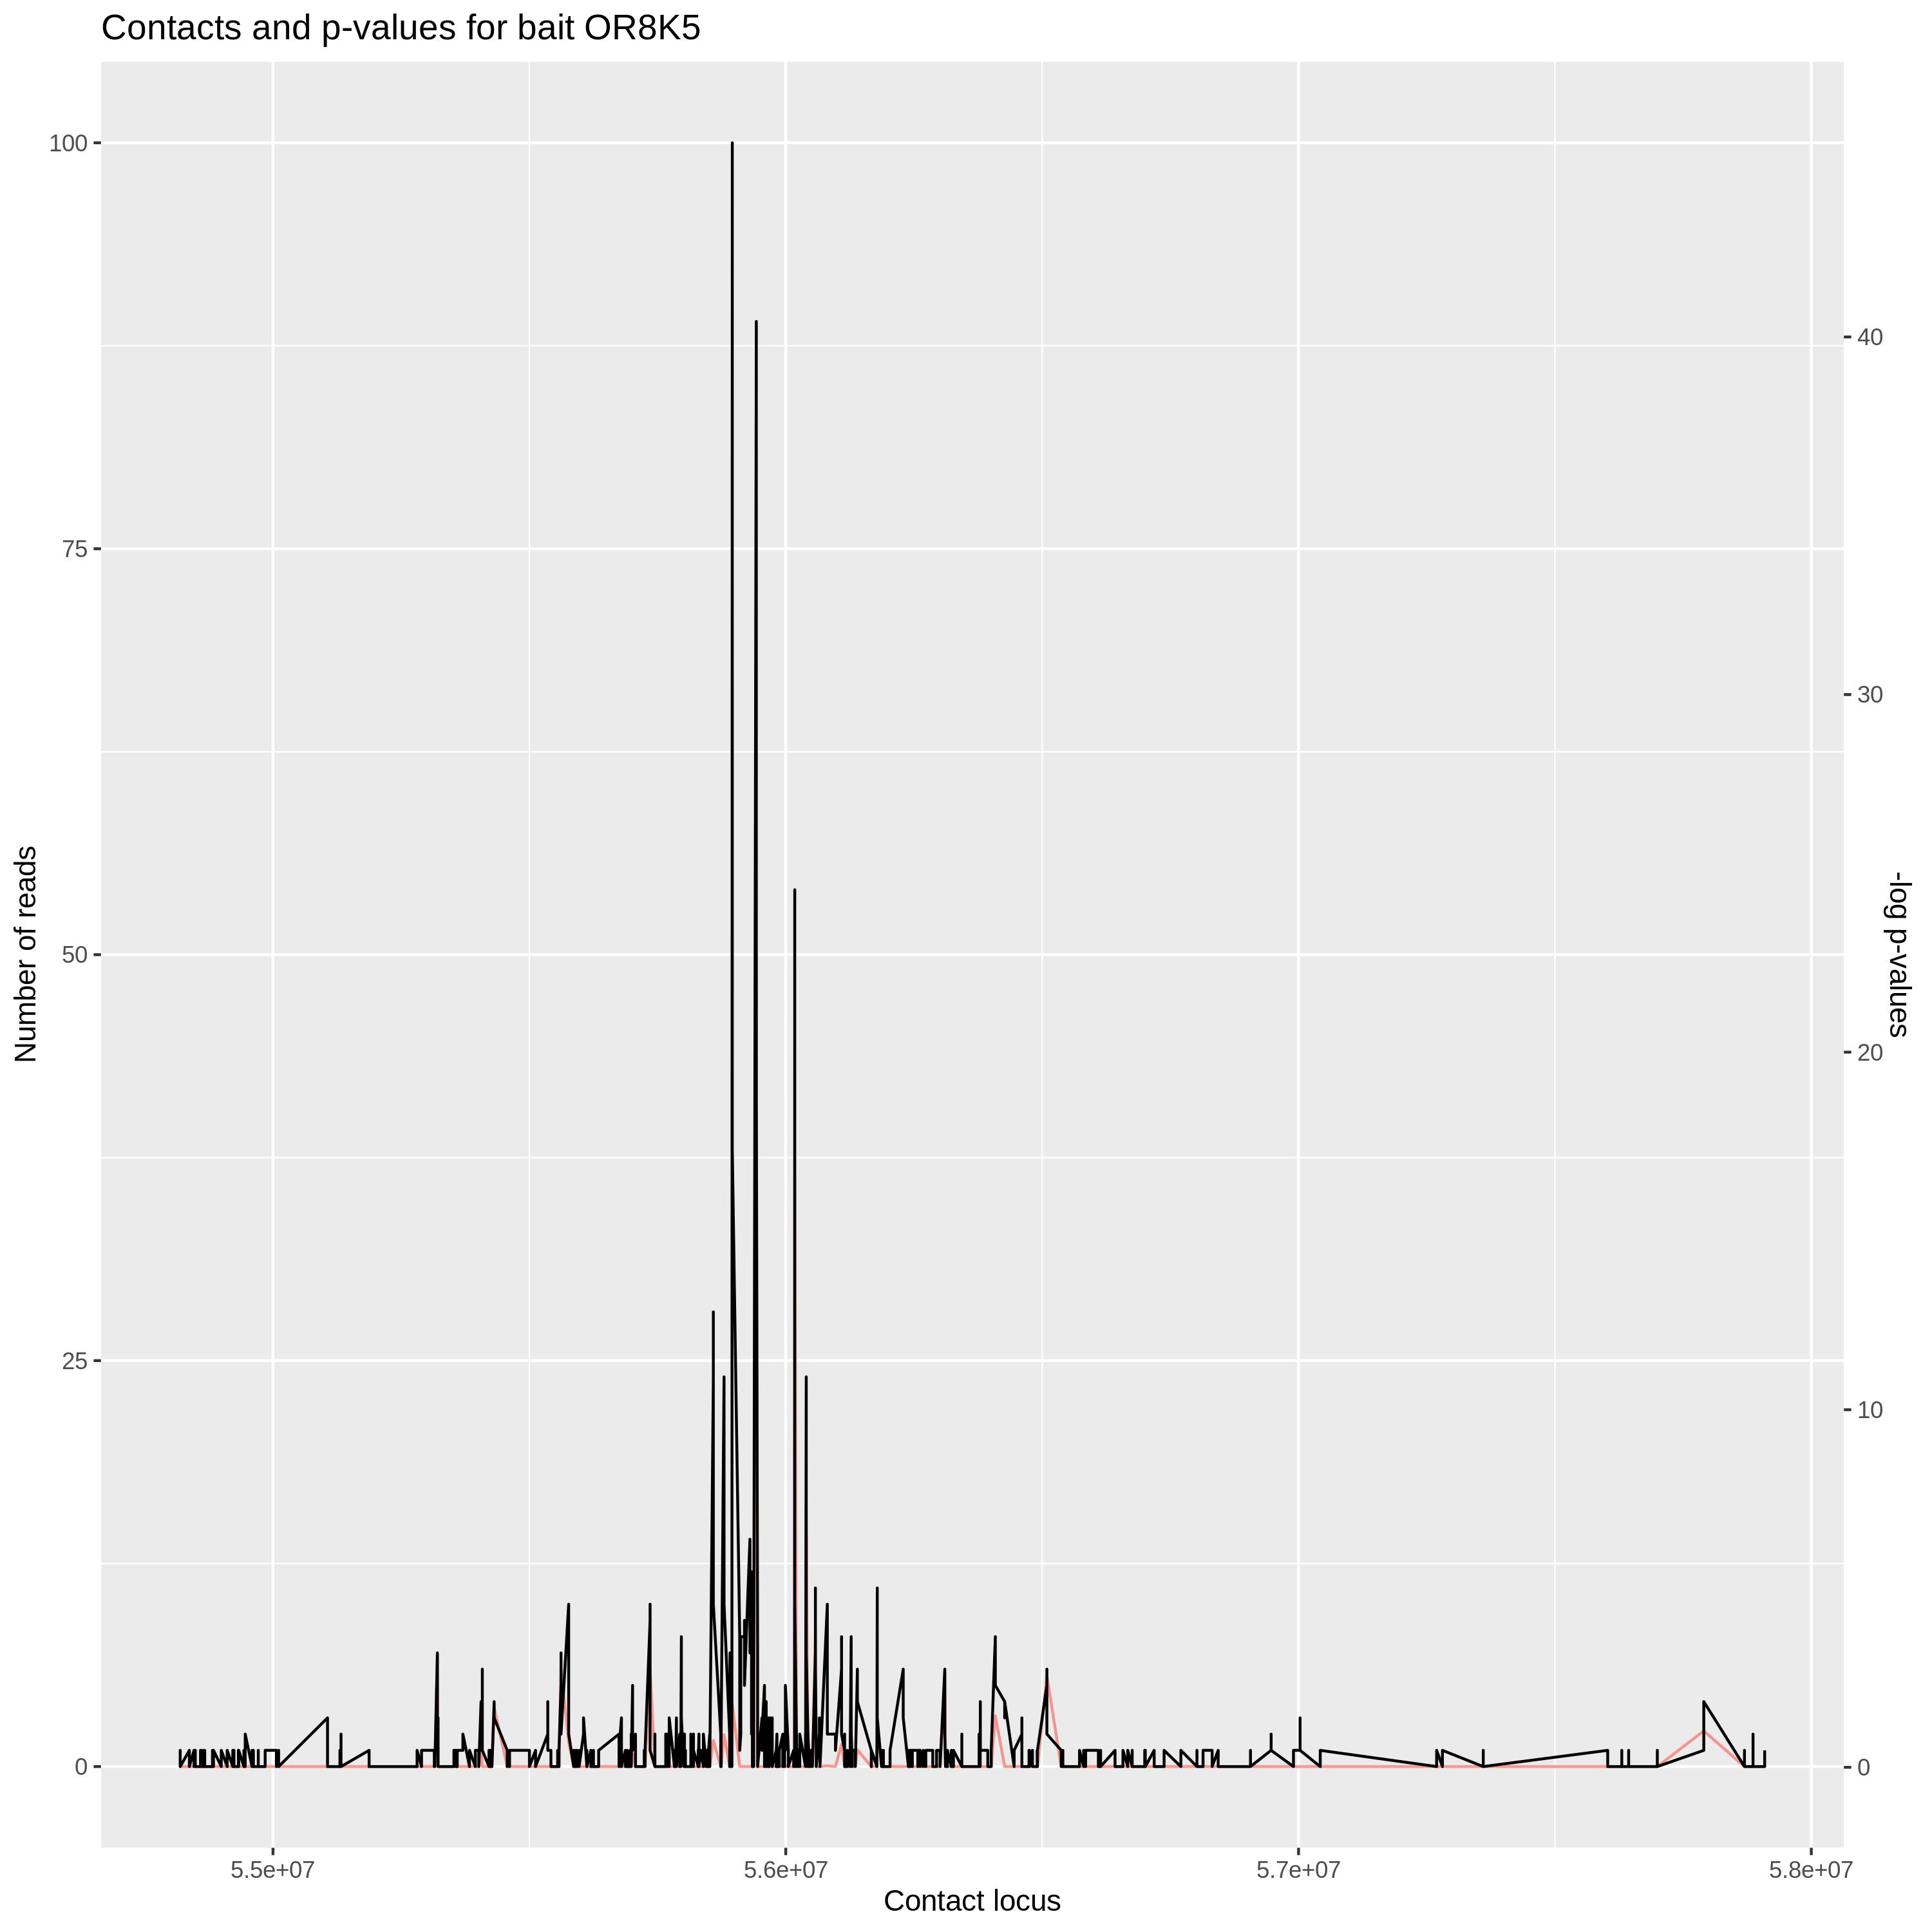 Contacts and p-values for bait OR8K5
100
75
50
25
0
Number of reads
40
30
20
10
0
-log p-values
5.5e+07
5.6e+07
5.7e+07
5.8e+07
Contact locus